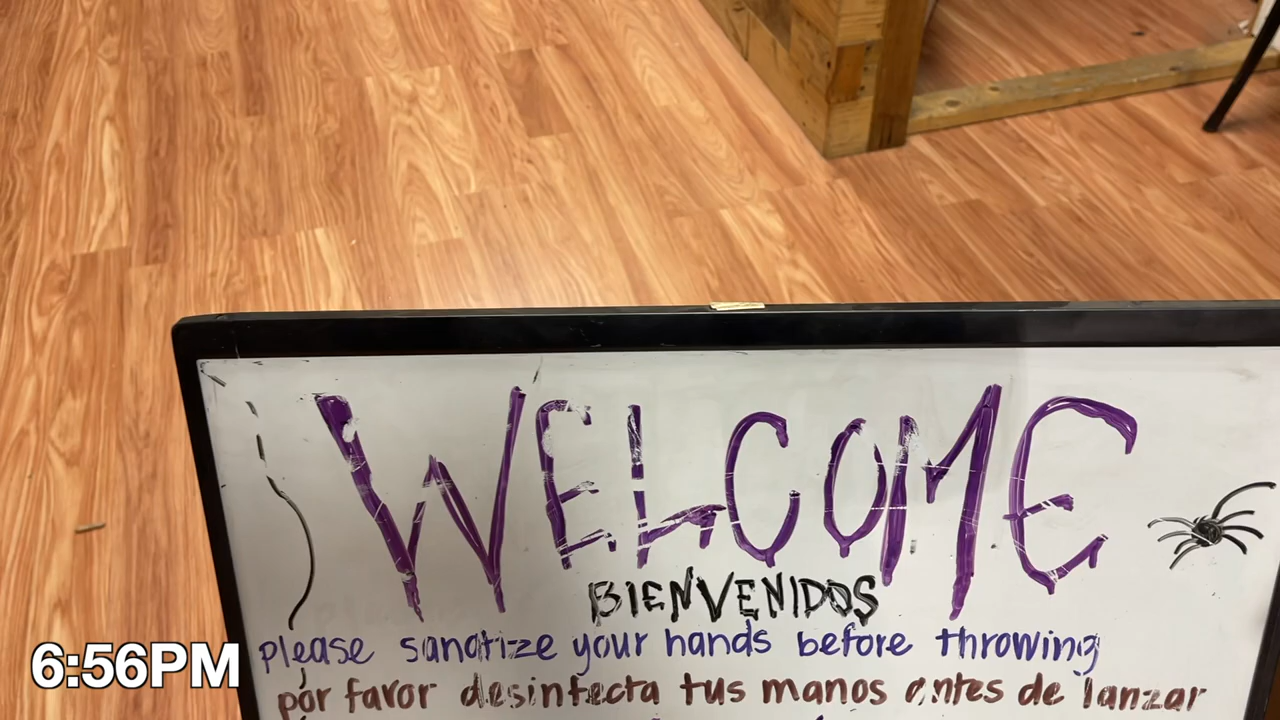 WELCOME
BIENVENIDOS
please sanatize your hands before throwing
por favor desinfecta tus manos antes de lanzar
6:56PM